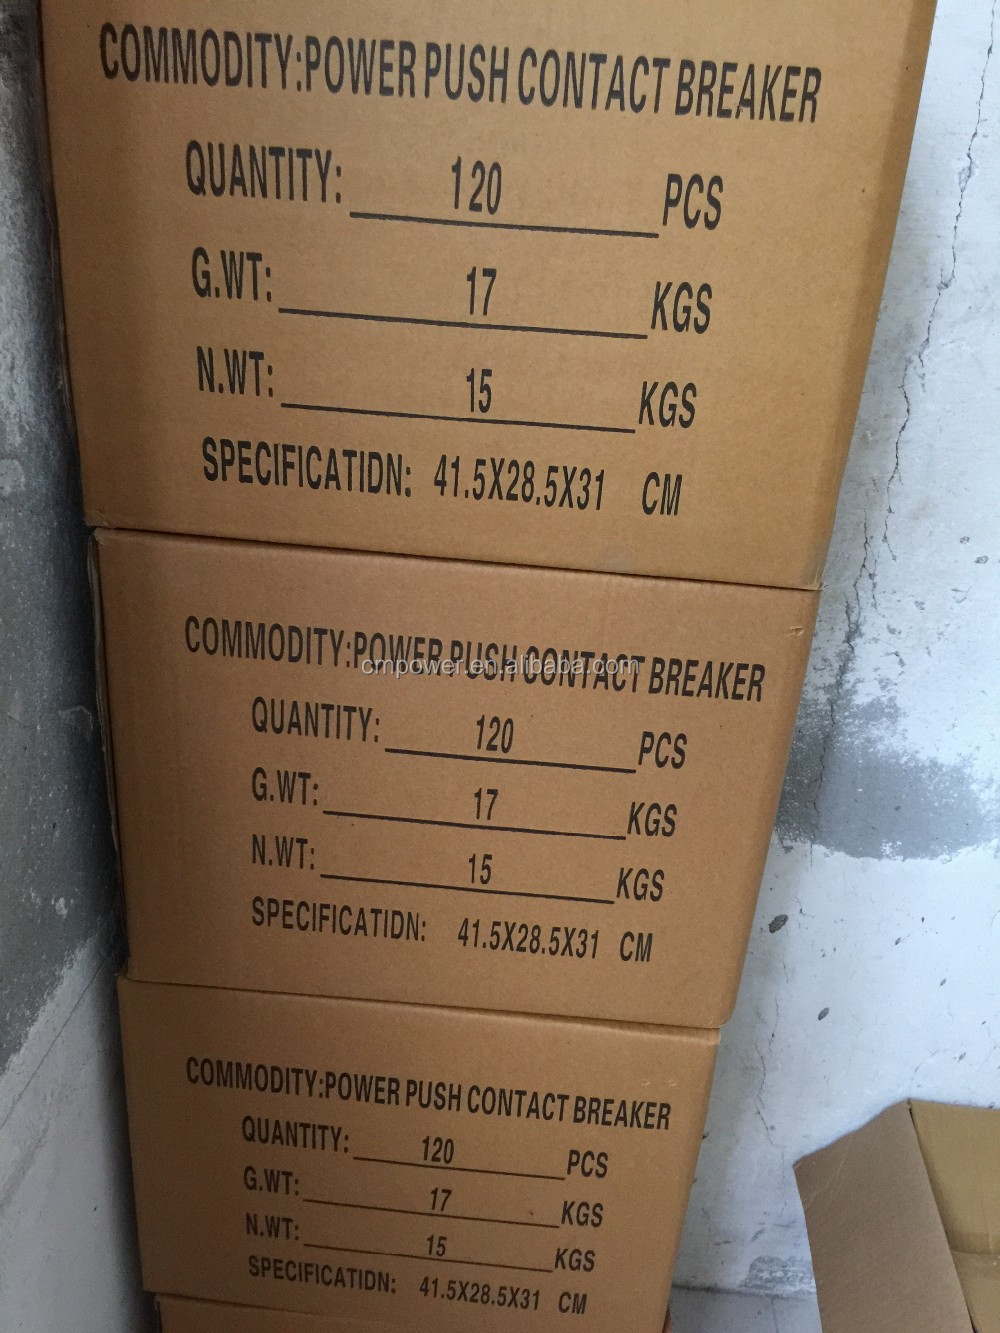 COMMODITY:POWER PUSH CONTACT BREAKER
QUANTITY: 120 PCS
G.WT: 17 KGS
N.WT: 15 KGS
SPECIFICATIDN: 41.5X28.5X31 CM
COMMODITY:POWER PUSH CONTACT BREAKER
cmpower.en.alibaba.com
QUANTITY: 120 PCS
G.WT: 17 KGS
N.WT: 15 KGS
SPECIFICATIDN: 41.5X28.5X31 CM
COMMODITY:POWER PUSH CONTACT BREAKER
QUANTITY: 120 PCS
G.WT: 17 KGS
N.WT: 15 KGS
SPECIFICATIDN: 41.5X28.5X31 CM